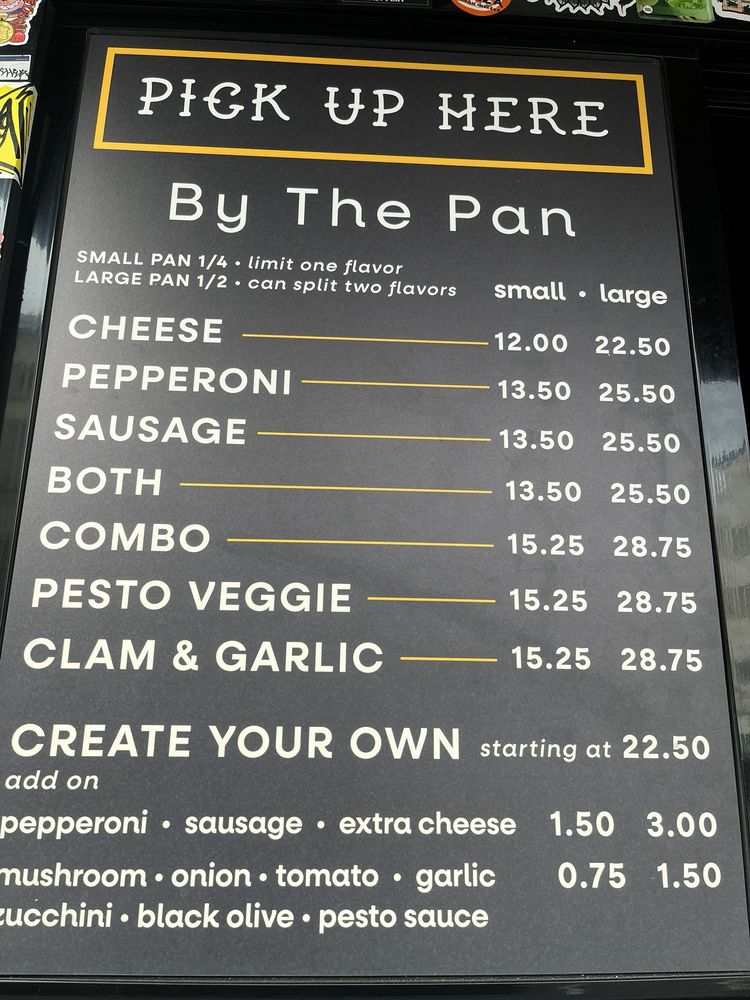 PICK UP HERE
By The Pan
SMALL PAN 1/4 • limit one flavor
LARGE PAN 1/2 • can split two flavors
small • large
CHEESE 12.00 22.50
PEPPERONI 13.50 25.50
SAUSAGE 13.50 25.50
BOTH 13.50 25.50
COMBO 15.25 28.75
PESTO VEGGIE 15.25 28.75
CLAM & GARLIC 15.25 28.75
CREATE YOUR OWN starting at 22.50
add on
pepperoni • sausage • extra cheese 1.50 3.00
mushroom • onion • tomato • garlic 0.75 1.50
zucchini • black olive • pesto sauce